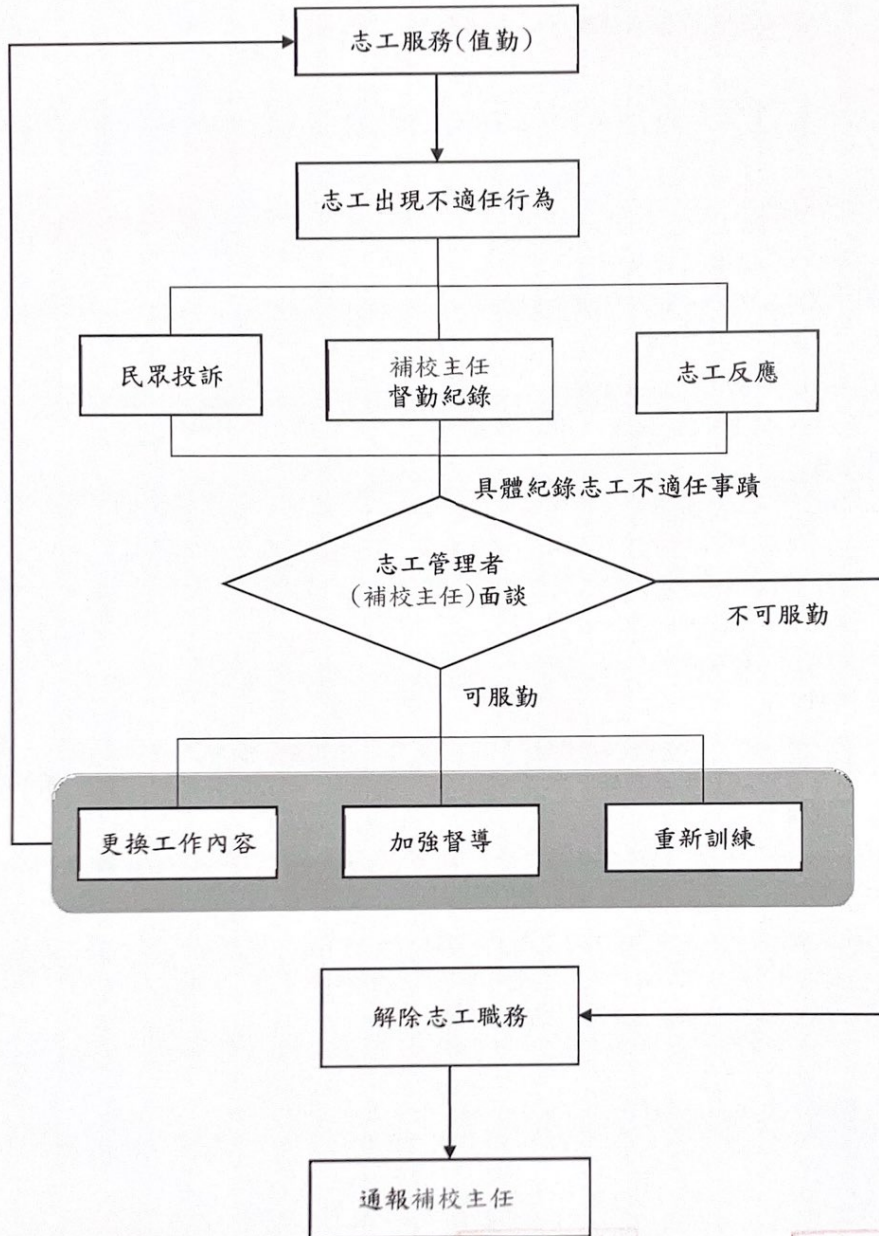 志工服務(值勤)
志工出現不適任行為
民眾投訴
補校主任
督勤紀錄
志工反應
具體紀錄志工不適任事蹟
志工管理者
(補校主任)面談
不可服勤
可服勤
更換工作內容
加強督導
重新訓練
解除志工職務
通報補校主任